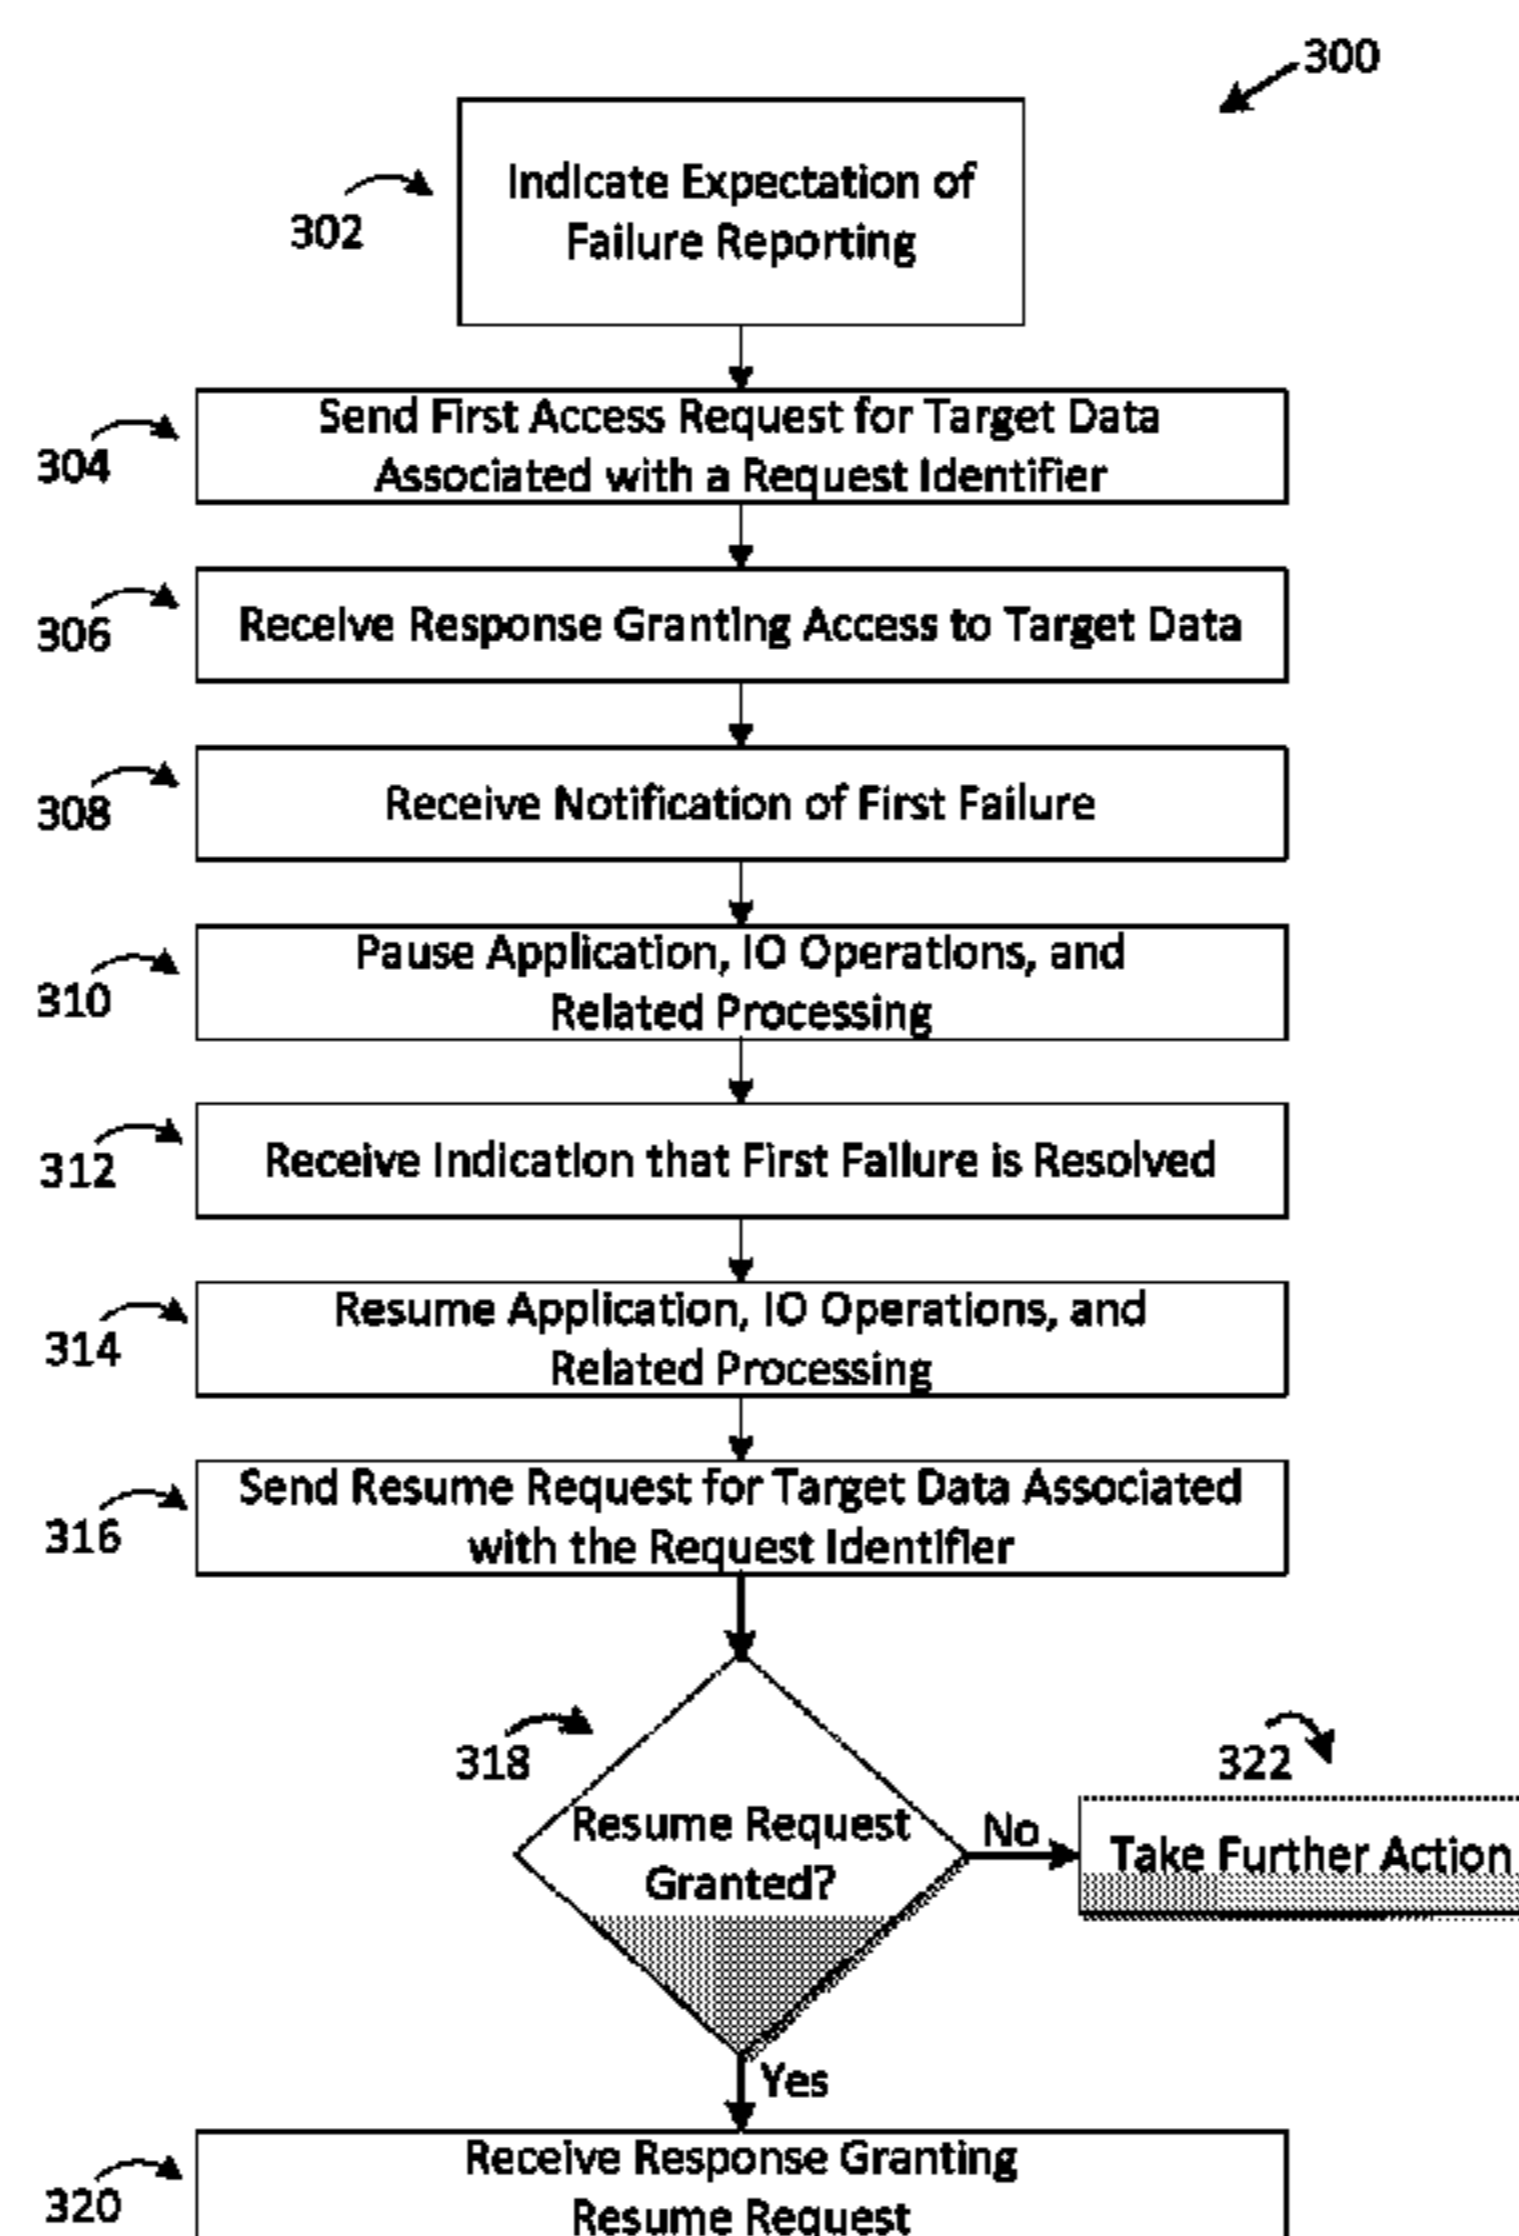 300
302
Indicate Expectation of
Failure Reporting
304
Send First Access Request for Target Data
Associated with a Request Identifier
306
Receive Response Granting Access to Target Data
308
Receive Notification of First Failure
310
Pause Application, IO Operations, and
Related Processing
312
Receive Indication that First Failure is Resolved
314
Resume Application, IO Operations, and
Related Processing
316
Send Resume Request for Target Data Associated
with the Request Identifier
318
Resume Request
Granted?
No
322
Take Further Action
Yes
320
Receive Response Granting
Resume Request